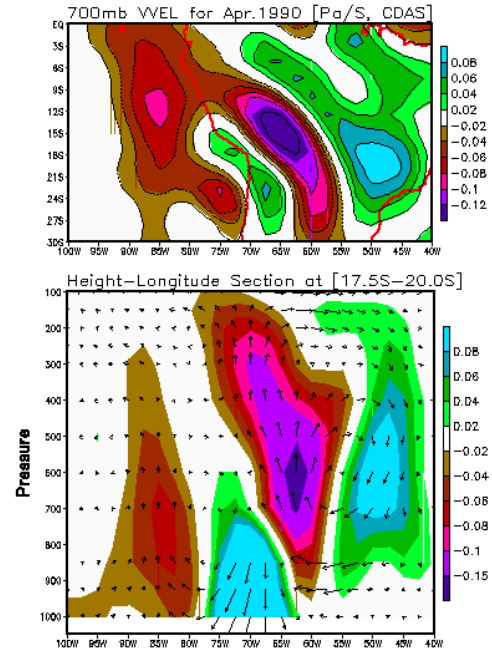 700mb VVEL for Apr.1990 [Pa/S, CDAS]
EQ
3S
6S
9S
12S
15S
18S
21S
24S
27S
30S
100W 95W 90W 85W 80W 75W 70W 65W 60W 55W 50W 45W 40W
0.08
0.06
0.04
0.02
-0.02
-0.04
-0.06
-0.08
-0.1
-0.12
Height-Longitude Section at [17.5S-20.0S]
Pressure
100
200
300
400
500
600
700
800
900
1000
100W 95W 90W 85W 80W 75W 70W 65W 60W 55W 50W 45W 40W
0.08
0.06
0.04
0.02
-0.02
-0.04
-0.05
-0.08
-0.1
-0.15